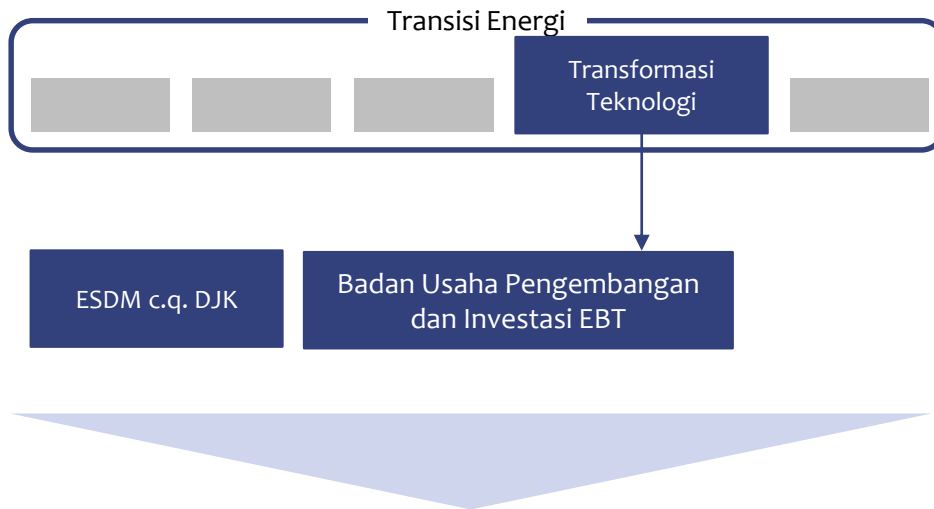 Transisi Energi
Transformasi
Teknologi
ESDM c.q. DJK
Badan Usaha Pengembangan
dan Investasi EBT